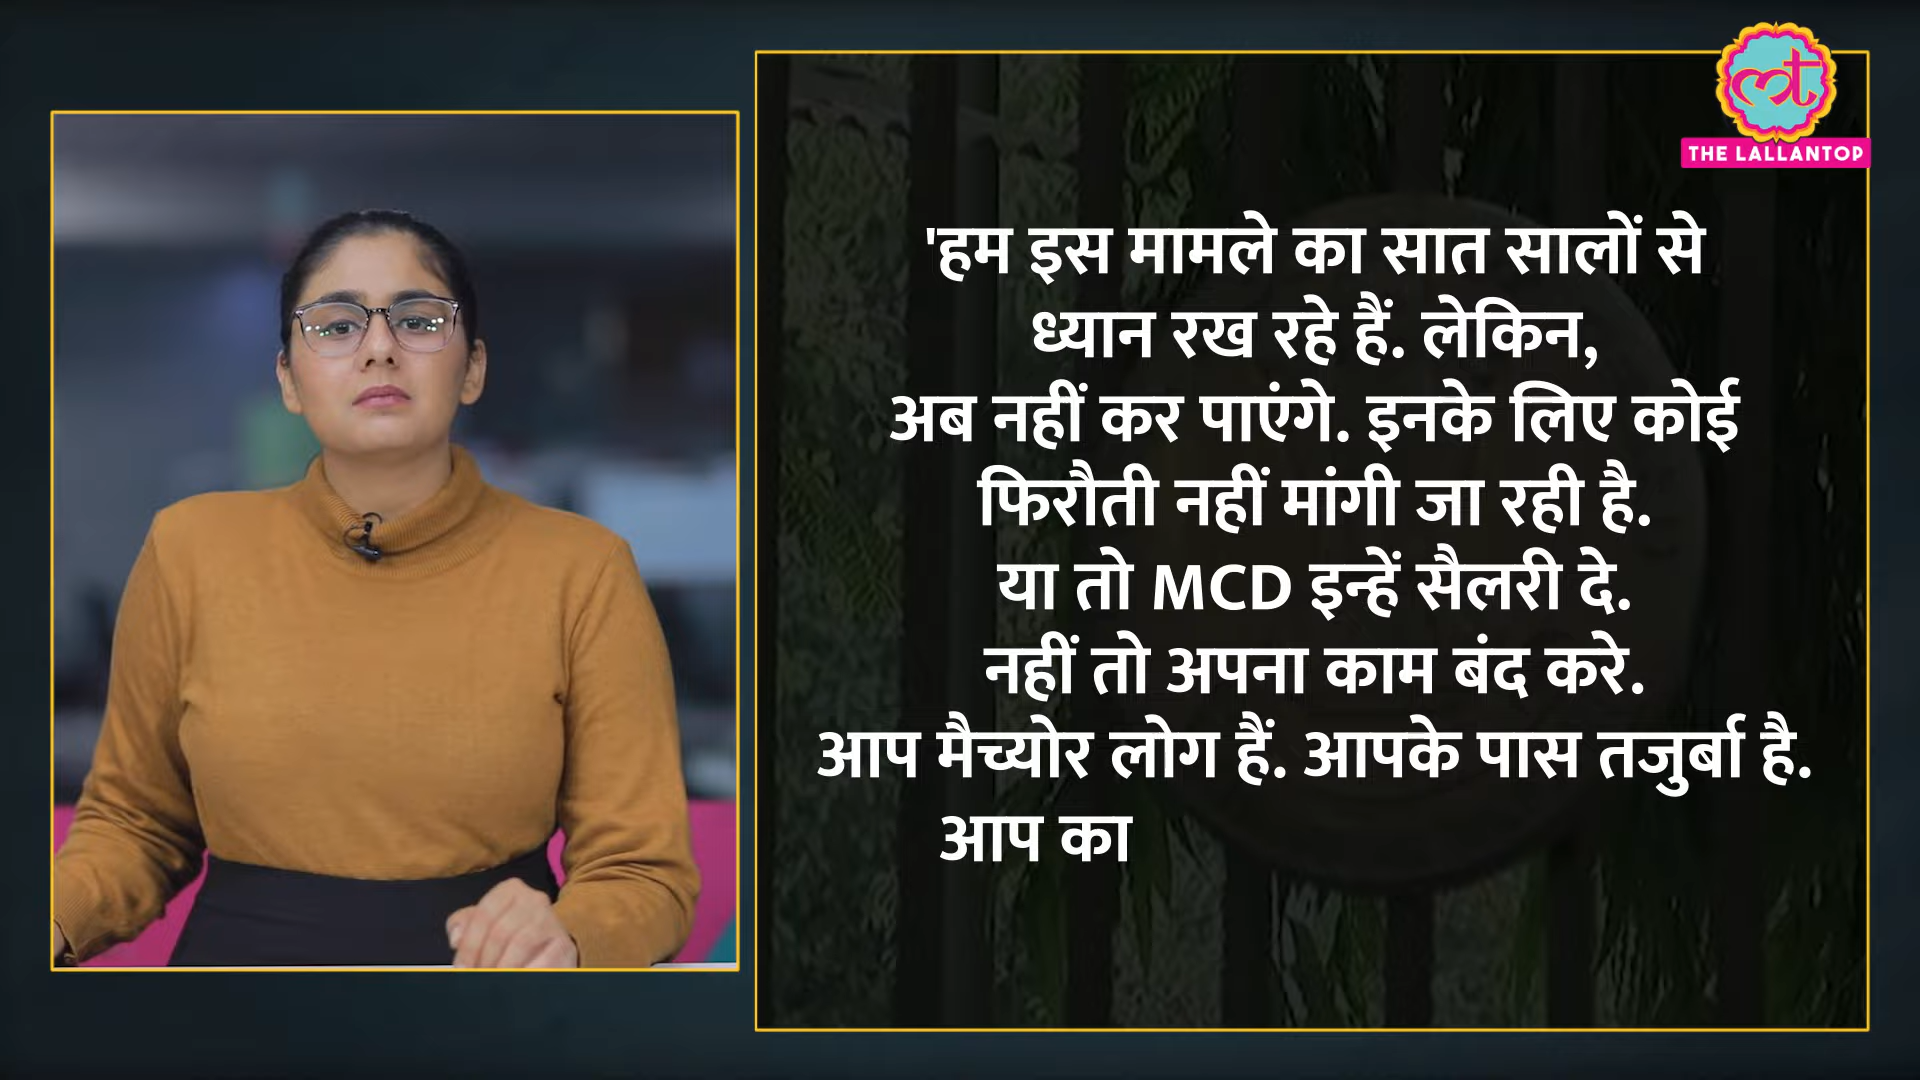 लT
THE LALLANTOP
'हम इस मामले का सात सालों से
ध्यान रख रहे हैं. लेकिन,
अब नहीं कर पाएंगे. इनके लिए कोई
फिरौती नहीं मांगी जा रही है.
या तो MCD इन्हें सैलरी दे.
नहीं तो अपना काम बंद करे.
आप मैच्योर लोग हैं. आपके पास तजुर्बा है.
आप का